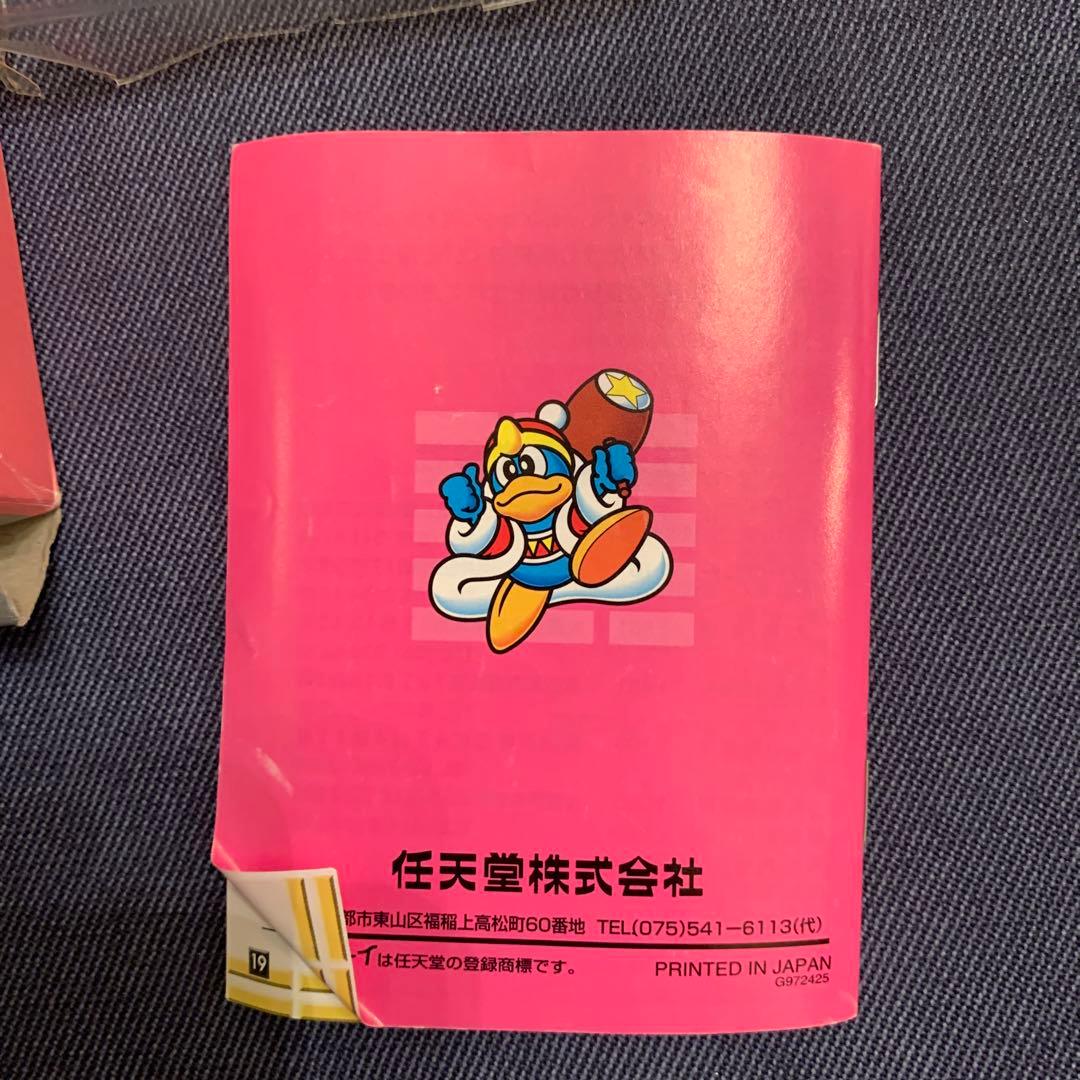 任天堂株式会社
都市東山区福稲上高松町60番地 TEL(075)541-6113(代)
ーイは任天堂の登録商標です。
PRINTED IN JAPAN
G972425
19